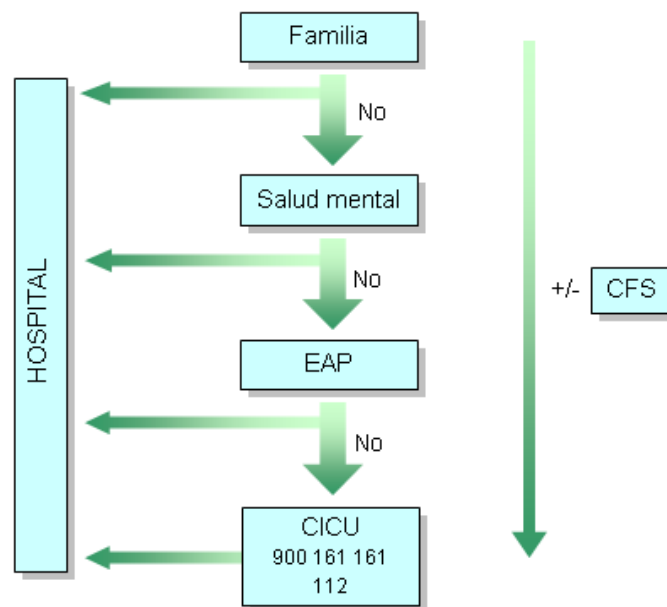 Familia
No
Salud mental
No
EAP
No
CICU
900 161 161
112
HOSPITAL
+/-
CFS